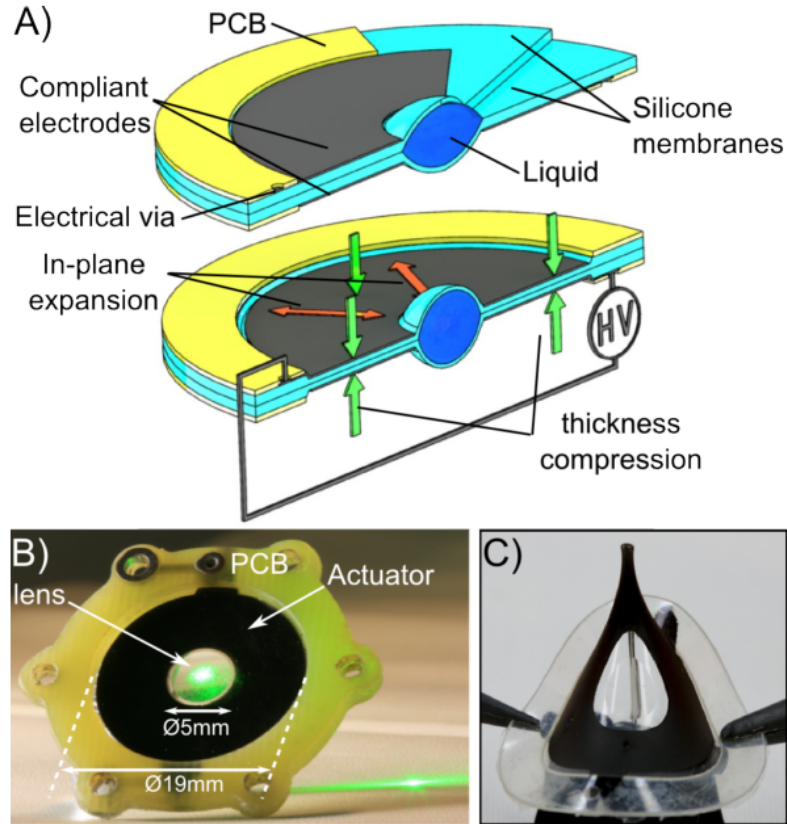 A)
PCB
Compliant
electrodes
Silicone
membranes
Liquid
Electrical via
In-plane
expansion
HV
thickness
compression
B)
PCB
lens
Actuator
Ø5mm
Ø19mm
C)